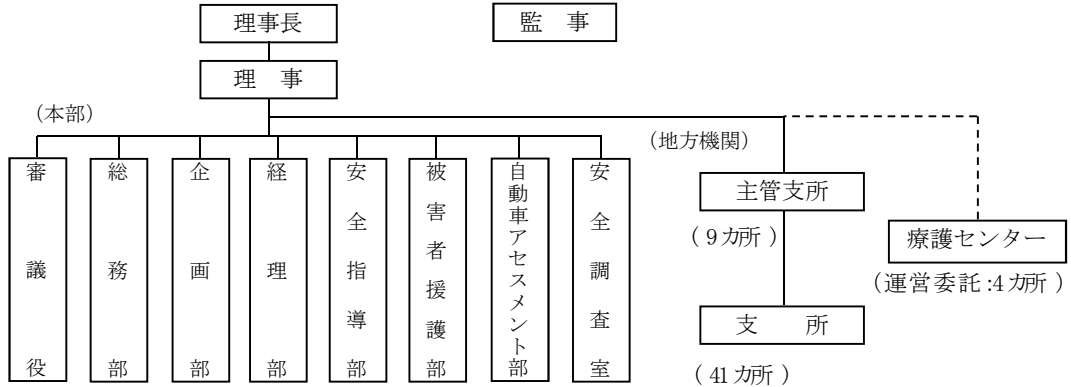 理事長
監　事
理　事
（本部）
（地方機関）
審議役
総務部
企画部
経理部
安全指導部
被害者援護部
自動車アセスメント部
安全調査室
主管支所
（9カ所）
療護センター
（運営委託:4カ所）
支　所
（41カ所）